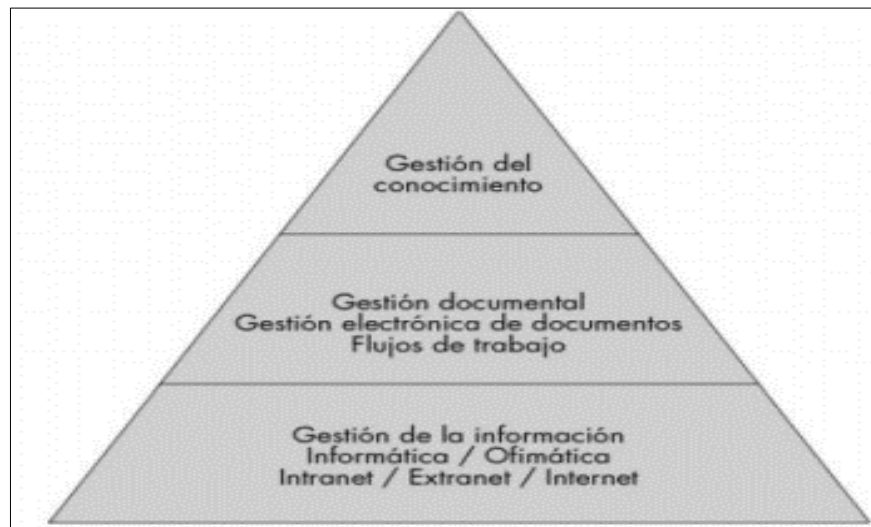 Gestión del
conocimiento
Gestión documental
Gestión electrónica de documentos
Flujos de trabajo
Gestión de la información
Informática / Ofimática
Intranet / Extranet / Internet